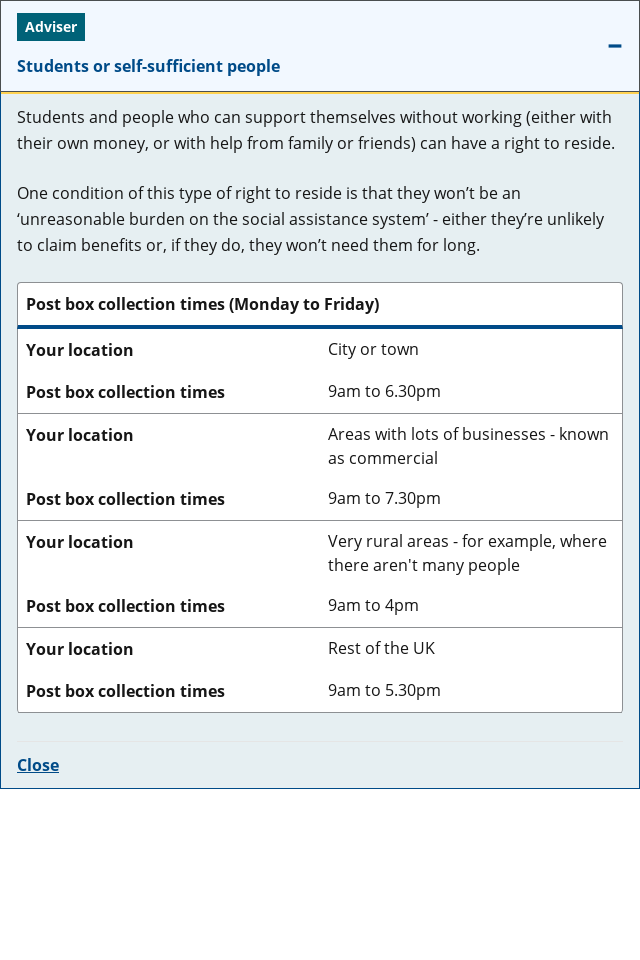 Adviser
Students or self-sufficient people
Students and people who can support themselves without working (either with
their own money, or with help from family or friends) can have a right to reside.
One condition of this type of right to reside is that they won’t be an
‘unreasonable burden on the social assistance system’ - either they’re unlikely
to claim benefits or, if they do, they won’t need them for long.
Post box collection times (Monday to Friday)
Your location City or town
Post box collection times 9am to 6.30pm
Your location Areas with lots of businesses - known
as commercial
Post box collection times 9am to 7.30pm
Your location Very rural areas - for example, where
there aren't many people
Post box collection times 9am to 4pm
Your location Rest of the UK
Post box collection times 9am to 5.30pm
Close